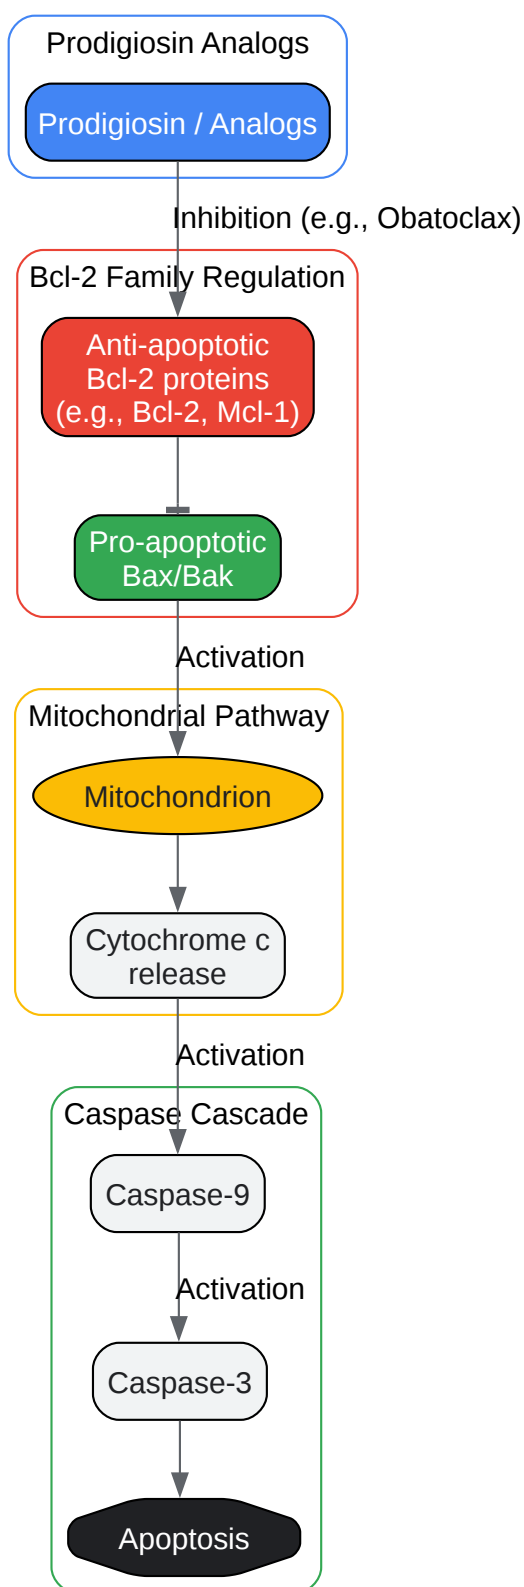 Prodigiosin Analogs
Prodigiosin / Analogs
Inhibition (e.g., Obatoclax)
Bcl-2 Family Regulation
Anti-apoptotic
Bcl-2 proteins
(e.g., Bcl-2, Mcl-1)
Pro-apoptotic
Bax/Bak
Activation
Mitochondrial Pathway
Mitochondrion
Cytochrome c
release
Activation
Caspase Cascade
Caspase-9
Activation
Caspase-3
Apoptosis